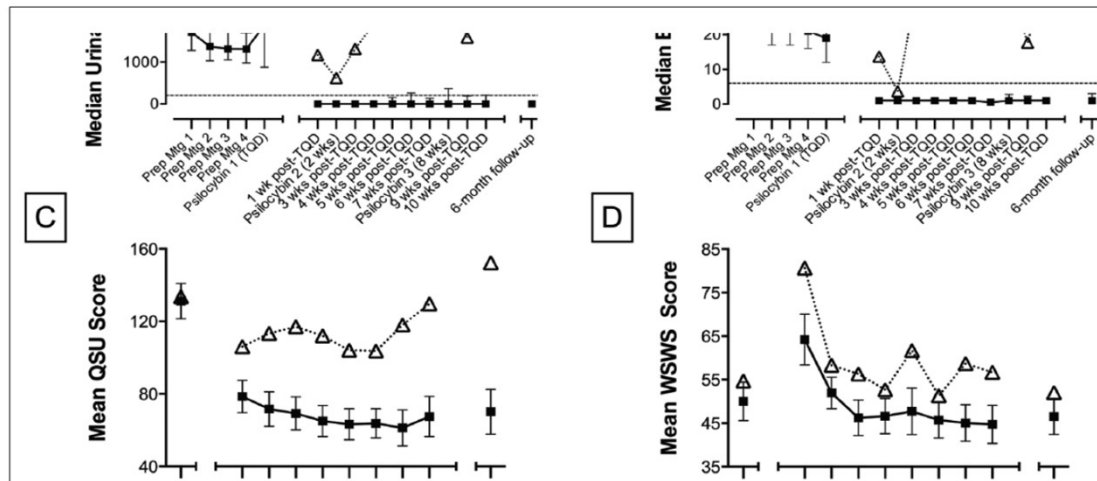 Median Urina
1000
0
Prep Mtg 1
Prep Mtg 2
Prep Mtg 3
Prep Mtg 4
Psilocybin 1 (TQD)
1 wk post-TQD
Psilocybin 2 (2 wks)
3 wks post-TQD
4 wks post-TQD
5 wks post-TQD
6 wks post-TQD
7 wks post-TQD
Psilocybin 3 (8 wks)
9 wks post-TQD
10 wks post-TQD
6-month follow-up
Median
20
10
0
Prep Mtg 1
Prep Mtg 2
Prep Mtg 3
Prep Mtg 4
Psilocybin 1 (TQD)
1 wk post-TQD
Psilocybin 2 (2 wks)
3 wks post-TQD
4 wks post-TQD
5 wks post-TQD
6 wks post-TQD
7 wks post-TQD
Psilocybin 3 (8 wks)
9 wks post-TQD
10 wks post-TQD
6-month follow-up
C
Mean QSU Score
160
120
80
40
D
Mean WSWS Score
85
75
65
55
45
35